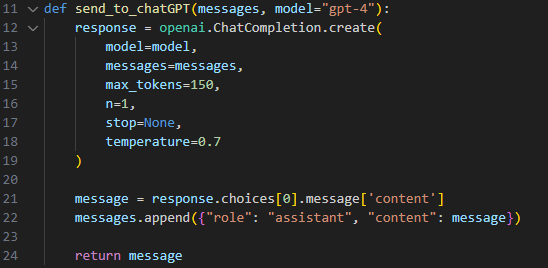 11 def send_to_chatGPT(messages, model="gpt-4"):
12     response = openai.ChatCompletion.create(
13         model=model,
14         messages=messages,
15         max_tokens=150,
16         n=1,
17         stop=None,
18         temperature=0.7
19     )
20
21     message = response.choices[0].message['content']
22     messages.append({"role": "assistant", "content": message})
23
24     return message